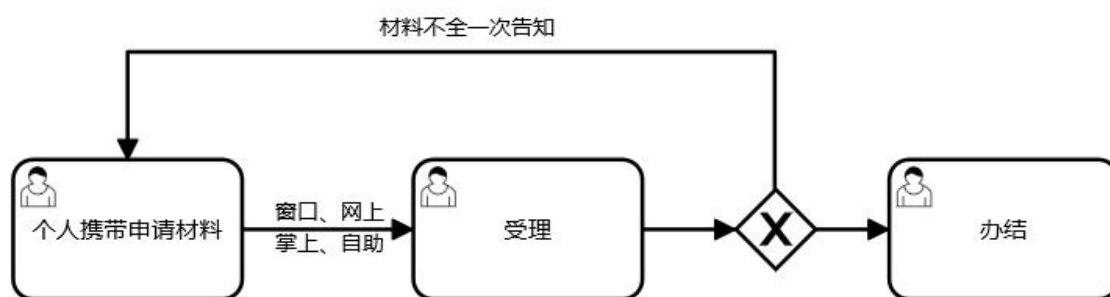 材料不全一次告知
个人携带申请材料
窗口、网上
掌上、自助
受理
X
办结